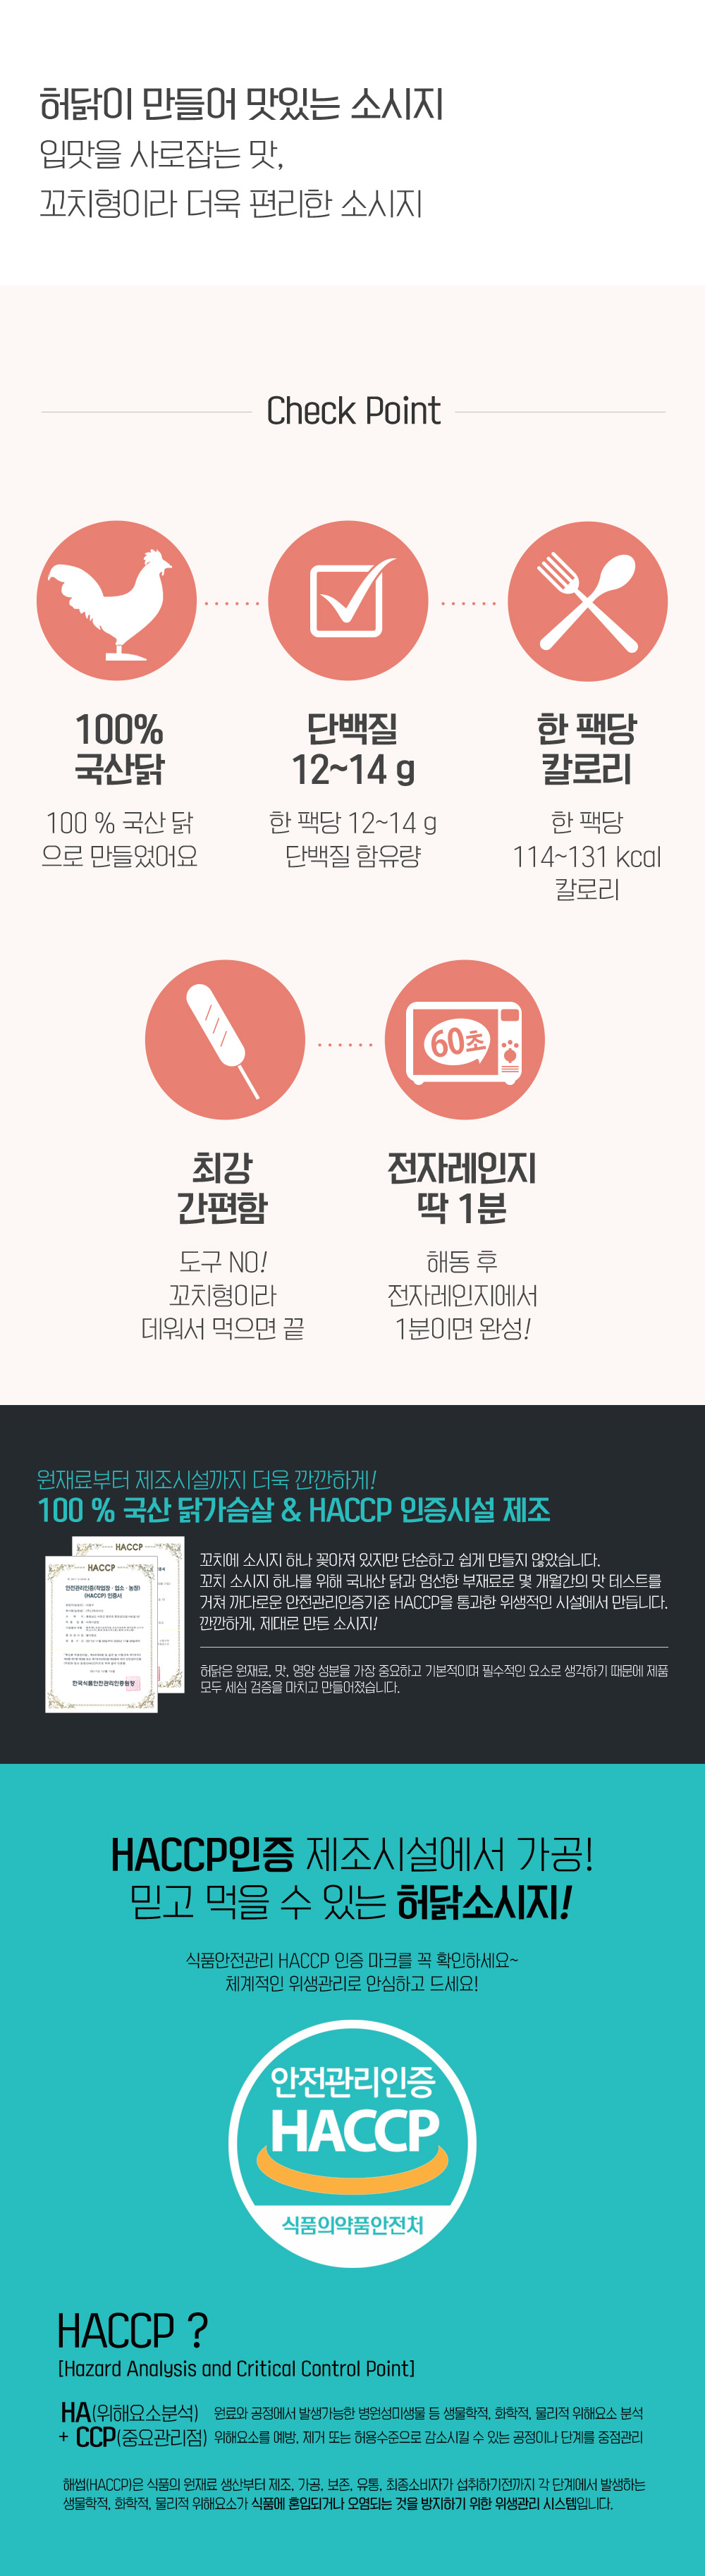 허닭이 만들어 맛있는 소시지
입맛을 사로잡는 맛,
꼬치형이라 더욱 편리한 소시지
Check Point
100%
국산닭
100 % 국산 닭
으로 만들었어요
단백질
12~14 g
한 팩당 12~14 g
단백질 함유량
한 팩당
칼로리
한 팩당
114~131 kcal
칼로리
60초
최강
간편함
도구 NO!
꼬치형이라
데워서 먹으면 끝
전자레인지
딱 1분
해동 후
전자레인지에서
1분이면 완성!
원재료부터 제조시설까지 더욱 깐깐하게!
100 % 국산 닭가슴살 & HACCP 인증시설 제조
HACCP
HACCP
안전관리인증(작업장 · 업소 · 농장)
(HACCP) 인증서
한국식품안전관리인증원장
꼬치에 소시지 하나 꽂아져 있지만 단순하고 쉽게 만들지 않았습니다.
꼬치 소시지 하나를 위해 국내산 닭과 엄선한 부재료로 몇 개월간의 맛 테스트를
거쳐 까다로운 안전관리인증기준 HACCP을 통과한 위생적인 시설에서 만듭니다.
깐깐하게, 제대로 만든 소시지!
허닭은 원재료, 맛, 영양 성분을 가장 중요하고 기본적이며 필수적인 요소로 생각하기 때문에 제품
모두 세심 검증을 마치고 만들어졌습니다.
HACCP인증 제조시설에서 가공!
믿고 먹을 수 있는 허닭소시지!
식품안전관리 HACCP 인증 마크를 꼭 확인하세요~
체계적인 위생관리로 안심하고 드세요!
안전관리인증
HACCP
식품의약품안전처
HACCP ?
[Hazard Analysis and Critical Control Point]
HA(위해요소분석) 원료와 공정에서 발생가능한 병원성미생물 등 생물학적, 화학적, 물리적 위해요소 분석
+ CCP(중요관리점) 위해요소를 예방, 제거 또는 허용수준으로 감소시킬 수 있는 공정이나 단계를 중점관리
해썹(HACCP)은 식품의 원재료 생산부터 제조, 가공, 보존, 유통, 최종소비자가 섭취하기전까지 각 단계에서 발생하는
생물학적, 화학적, 물리적 위해요소가 식품에 혼입되거나 오염되는 것을 방지하기 위한 위생관리 시스템입니다.